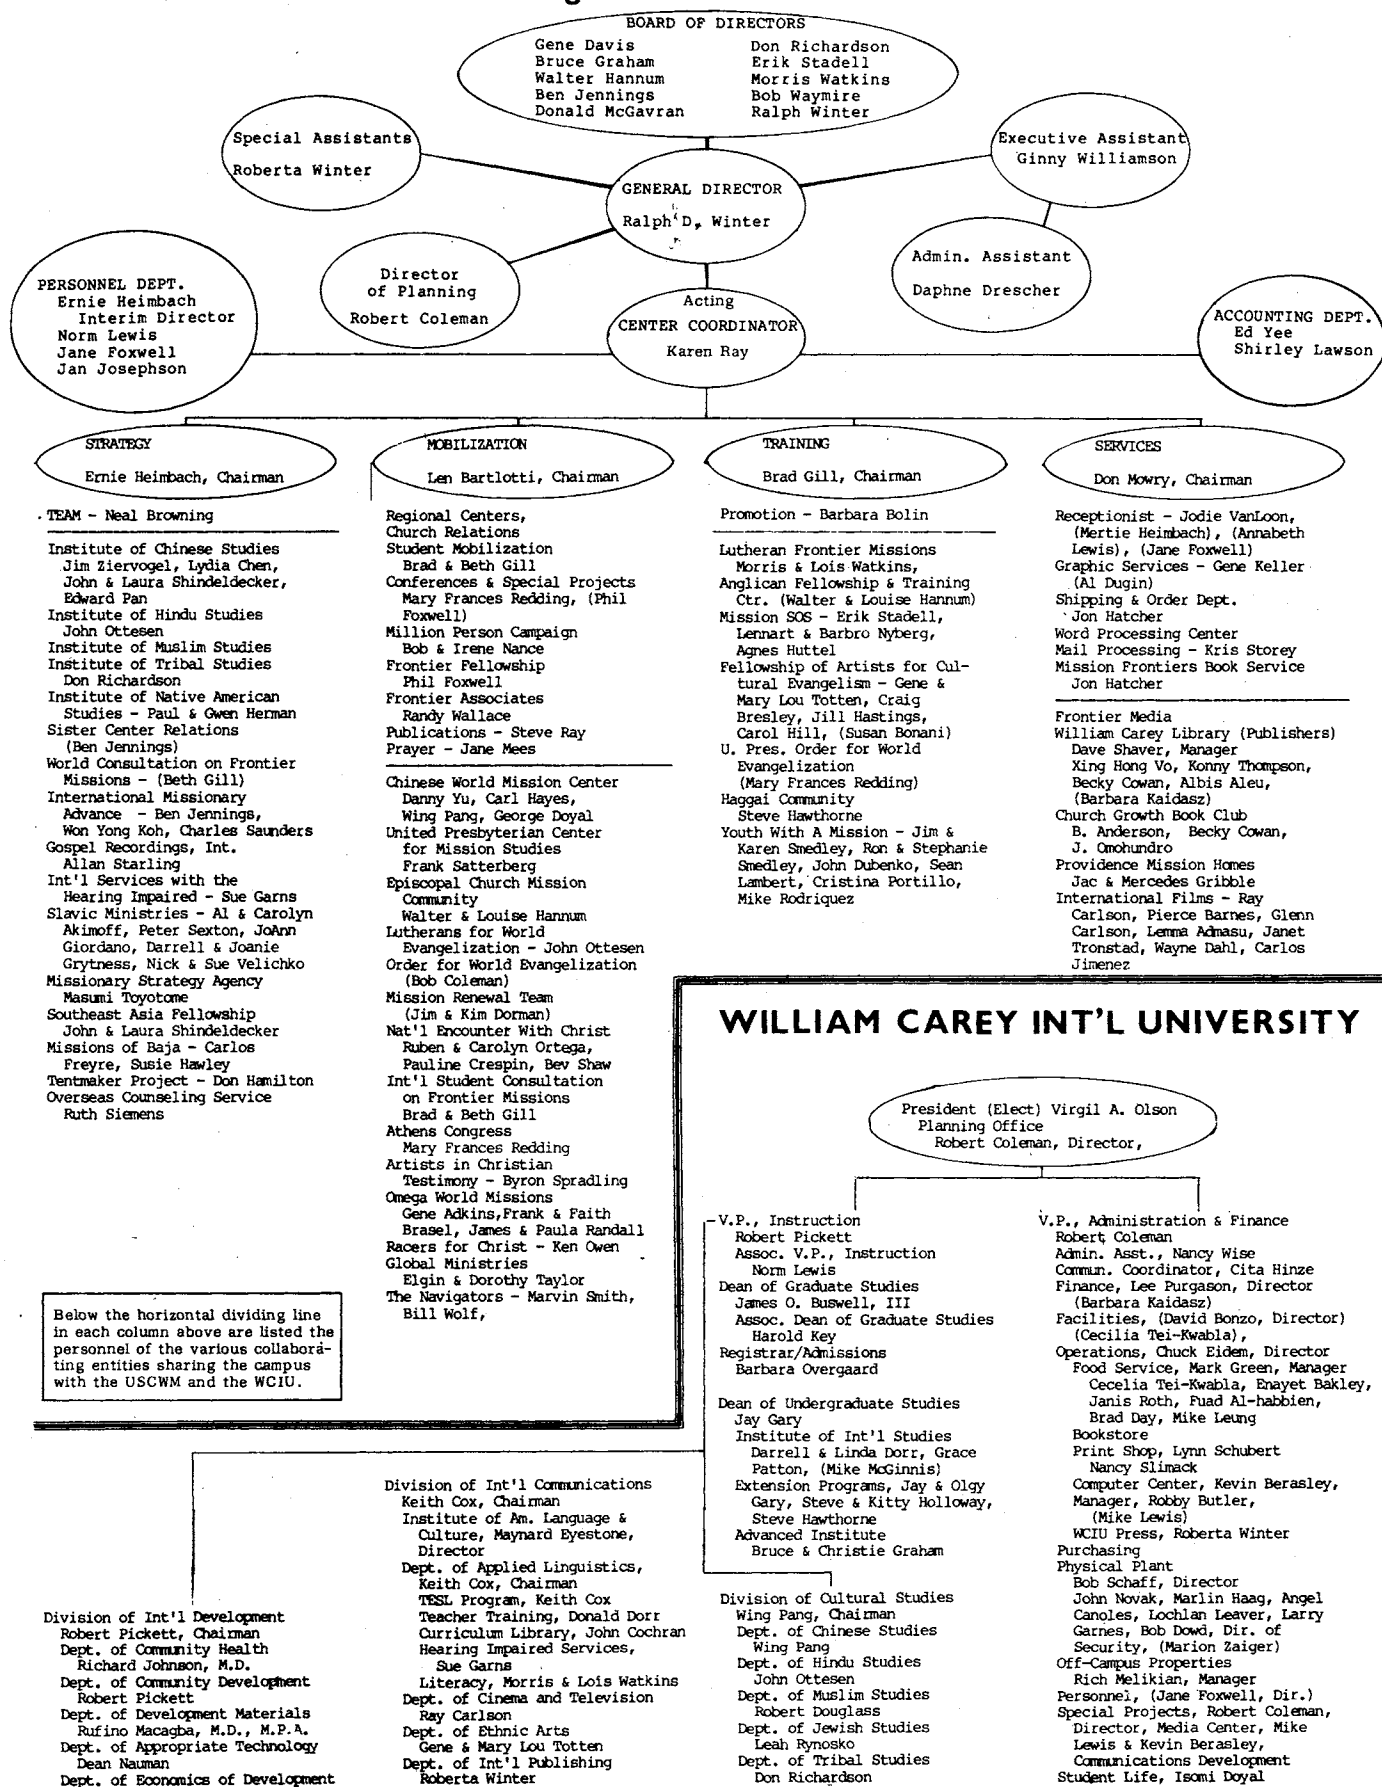 BOARD OF DIRECTORS
Gene Davis
Bruce Graham
Walter Hannum
Ben Jennings
Donald McGavran
Don Richardson
Erik Stadell
Morris Watkins
Bob Waymire
Ralph Winter
Special Assistants
Roberta Winter
Executive Assistant
Ginny Williamson
GENERAL DIRECTOR
Ralph D. Winter
Director
of Planning
Robert Coleman
Admin. Assistant
Daphne Drescher
PERSONNEL DEPT.
Ernie Heimbach
Interim Director
Norm Lewis
Jane Foxwell
Jan Josephson
Acting
CENTER COORDINATOR
Karen Ray
ACCOUNTING DEPT.
Ed Yee
Shirley Lawson
STRATEGY
Ernie Heimbach, Chairman
TEAM - Neal Browning
Institute of Chinese Studies
Jim Ziervogel, Lydia Chen,
John & Laura Shindeldecker,
Edward Pan
Institute of Hindu Studies
John Ottesen
Institute of Muslim Studies
Institute of Tribal Studies
Don Richardson
Institute of Native American
Studies - Paul & Gwen Herman
Sister Center Relations
(Ben Jennings)
World Consultation on Frontier
Missions - (Beth Gill)
International Missionary
Advance - Ben Jennings,
Won Yong Koh, Charles Saunders
Gospel Recordings, Int.
Allan Starling
Int'l Services with the
Hearing Impaired - Sue Garns
Slavic Ministries - Al & Carolyn
Akimoff, Peter Sexton, JoAnn
Giordano, Darrell & Joanie
Grytness, Nick & Sue Velichko
Missionary Strategy Agency
Masumi Toyotome
Southeast Asia Fellowship
John & Laura Shindeldecker
Missions of Baja - Carlos
Freyre, Susie Hawley
Tentmaker Project - Don Hamilton
Overseas Counseling Service
Ruth Siemens
MOBILIZATION
Len Bartlotti, Chairman
Regional Centers,
Church Relations
Student Mobilization
Brad & Beth Gill
Conferences & Special Projects
Mary Frances Redding, (Phil
Foxwell)
Million Person Campaign
Bob & Irene Nance
Frontier Fellowship
Phil Foxwell
Frontier Associates
Randy Wallace
Publications - Steve Ray
Prayer - Jane Mees
Chinese World Mission Center
Danny Yu, Carl Hayes,
Wing Pang, George Doyal
United Presbyterian Center
for Mission Studies
Frank Satterberg
Episcopal Church Mission
Community
Walter & Louise Hannum
Lutherans for World
Evangelization - John Ottesen
Order for World Evangelization
(Bob Coleman)
Mission Renewal Team
(Jim & Kim Dorman)
Nat'l Encounter With Christ
Ruben & Carolyn Ortega,
Pauline Crespin, Bev Shaw
Int'l Student Consultation
on Frontier Missions
Brad & Beth Gill
Athens Congress
Mary Frances Redding
Artists in Christian
Testimony - Byron Spradling
Omega World Missions
Gene Adkins,Frank & Faith
Brasel, James & Paula Randall
Racers for Christ - Ken Owen
Global Ministries
Elgin & Dorothy Taylor
The Navigators - Marvin Smith,
Bill Wolf,
TRAINING
Brad Gill, Chairman
Promotion - Barbara Bolin
Lutheran Frontier Missions
Morris & Lois Watkins,
Anglican Fellowship & Training
Ctr. (Walter & Louise Hannum)
Mission SOS - Erik Stadell,
Lennart & Barbro Nyberg,
Agnes Huttel
Fellowship of Artists for Cul-
tural Evangelism - Gene &
Mary Lou Totten, Craig
Bresley, Jill Hastings,
Carol Hill, (Susan Bonani)
U. Pres. Order for World
Evangelization
(Mary Frances Redding)
Haggai Community
Steve Hawthorne
Youth With A Mission - Jim &
Karen Smedley, Ron & Stephanie
Smedley, John Dubenko, Sean
Lambert, Cristina Portillo,
Mike Rodriquez
SERVICES
Don Mowry, Chairman
Receptionist - Jodie VanLoon,
(Mertie Heimbach), (Annabeth
Lewis), (Jane Foxwell)
Graphic Services - Gene Keller
(Al Dugin)
Shipping & Order Dept.
Jon Hatcher
Word Processing Center
Mail Processing - Kris Storey
Mission Frontiers Book Service
Jon Hatcher
Frontier Media
William Carey Library (Publishers)
Dave Shaver, Manager
Xing Hong Vo, Konny Thompson,
Becky Cowan, Albis Aleu,
(Barbara Kaidasz)
Church Growth Book Club
B. Anderson, Becky Cowan,
J. Omohundro
Providence Mission Homes
Jac & Mercedes Gribble
International Films - Ray
Carlson, Pierce Barnes, Glenn
Carlson, Lemma Admasu, Janet
Tronstad, Wayne Dahl, Carlos
Jimenez
Below the horizontal dividing line
in each column above are listed the
personnel of the various collabora-
ting entities sharing the campus
with the USCWM and the WCIU.
WILLIAM CAREY INT'L UNIVERSITY
President (Elect) Virgil A. Olson
Planning Office
Robert Coleman, Director,
V.P., Instruction
Robert Pickett
Assoc. V.P., Instruction
Norm Lewis
Dean of Graduate Studies
James O. Buswell, III
Assoc. Dean of Graduate Studies
Harold Key
Registrar/Admissions
Barbara Overgaard
Dean of Undergraduate Studies
Jay Gary
Institute of Int'l Studies
Darrell & Linda Dorr, Grace
Patton, (Mike McGinnis)
Extension Programs, Jay & Olgy
Gary, Steve & Kitty Holloway,
Steve Hawthorne
Advanced Institute
Bruce & Christie Graham
V.P., Administration & Finance
Robert Coleman
Admin. Asst., Nancy Wise
Commun. Coordinator, Cita Hinze
Finance, Lee Purgason, Director
(Barbara Kaidasz)
Facilities, (David Bonzo, Director)
(Cecilia Tei-Kwabla),
Operations, Chuck Eidem, Director
Food Service, Mark Green, Manager
Cecelia Tei-Kwabla, Enayet Bakley,
Janis Roth, Fuad Al-habbien,
Brad Day, Mike Leung
Bookstore
Print Shop, Lynn Schubert
Nancy Slimack
Computer Center, Kevin Berasley,
Manager, Robby Butler,
(Mike Lewis)
WCIU Press, Roberta Winter
Purchasing
Physical Plant
Bob Schaff, Director
John Novak, Marlin Haag, Angel
Canoles, Lochlan Leaver, Larry
Garnes, Bob Dowd, Dir. of
Security, (Marion Zaiger)
Off-Campus Properties
Rich Melikian, Manager
Personnel, (Jane Foxwell, Dir.)
Special Projects, Robert Coleman,
Director, Media Center, Mike
Lewis & Kevin Berasley,
Communications Development
Student Life, Isomi Doyal
Division of Int'l Development
Robert Pickett, Chairman
Dept. of Community Health
Richard Johnson, M.D.
Dept. of Community Development
Robert Pickett
Dept. of Development Materials
Rufino Macagba, M.D., M.P.A.
Dept. of Appropriate Technology
Dean Nauman
Dept. of Economics of Development
Division of Int'l Communications
Keith Cox, Chairman
Institute of Am. Language &
Culture, Maynard Eyestone,
Director
Dept. of Applied Linguistics,
Keith Cox, Chairman
TESL Program, Keith Cox
Teacher Training, Donald Dorr
Curriculum Library, John Cochran
Hearing Impaired Services,
Sue Garns
Literacy, Morris & Lois Watkins
Dept. of Cinema and Television
Ray Carlson
Dept. of Ethnic Arts
Gene & Mary Lou Totten
Dept. of Int'l Publishing
Roberta Winter
Division of Cultural Studies
Wing Pang, Chairman
Dept. of Chinese Studies
Wing Pang
Dept. of Hindu Studies
John Ottesen
Dept. of Muslim Studies
Robert Douglass
Dept. of Jewish Studies
Leah Rynosko
Dept. of Tribal Studies
Don Richardson